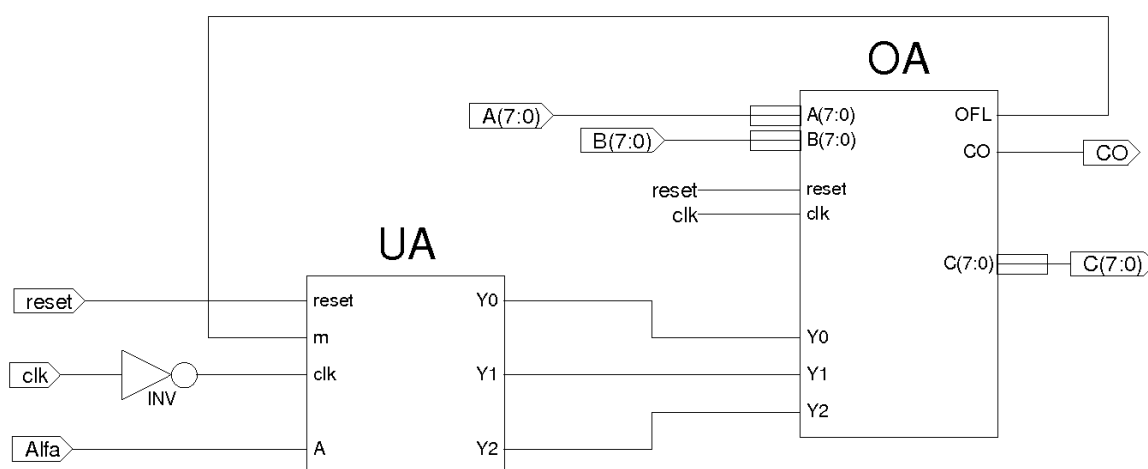 OA
A(7:0)
A(7:0)
OFL
B(7:0)
B(7:0)
CO
CO
reset
reset
clk
clk
UA
C(7:0)
C(7:0)
reset
reset
Y0
m
Y0
clk
clk
Y1
Y1
INV
Y2
Alfa
A
Y2